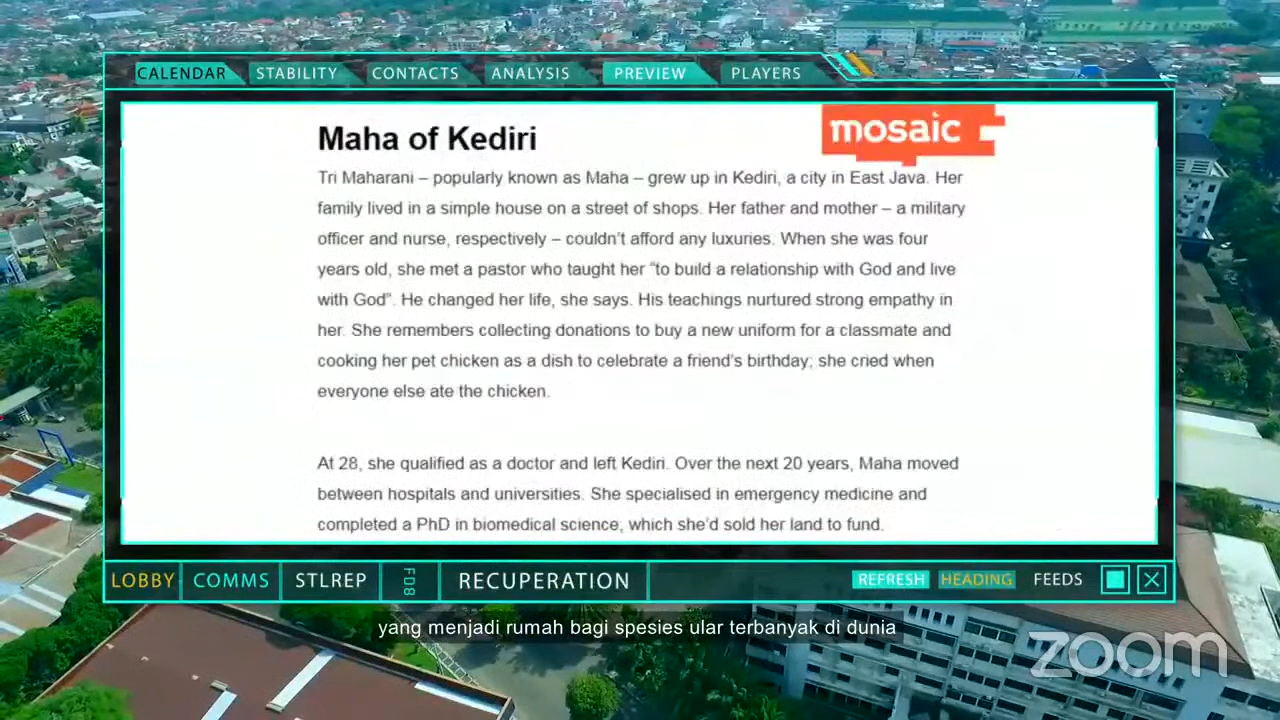 CALENDAR
STABILITY
CONTACTS
ANALYSIS
PREVIEW
PLAYERS
mosaic
Maha of Kediri
Tri Maharani – popularly known as Maha – grew up in Kediri, a city in East Java. Her
family lived in a simple house on a street of shops. Her father and mother – a military
officer and nurse, respectively – couldn't afford any luxuries. When she was four
years old, she met a pastor who taught her “to build a relationship with God and live
with God”. He changed her life, she says. His teachings nurtured strong empathy in
her. She remembers collecting donations to buy a new uniform for a classmate and
cooking her pet chicken as a dish to celebrate a friend's birthday; she cried when
everyone else ate the chicken.
At 28, she qualified as a doctor and left Kediri. Over the next 20 years, Maha moved
between hospitals and universities. She specialised in emergency medicine and
completed a PhD in biomedical science, which she'd sold her land to fund.
LOBBY
COMMS
STLREP
FD8
RECUPERATION
REFRESH
HEADING
FEEDS
yang menjadi rumah bagi spesies ular terbanyak di dunia
zoom